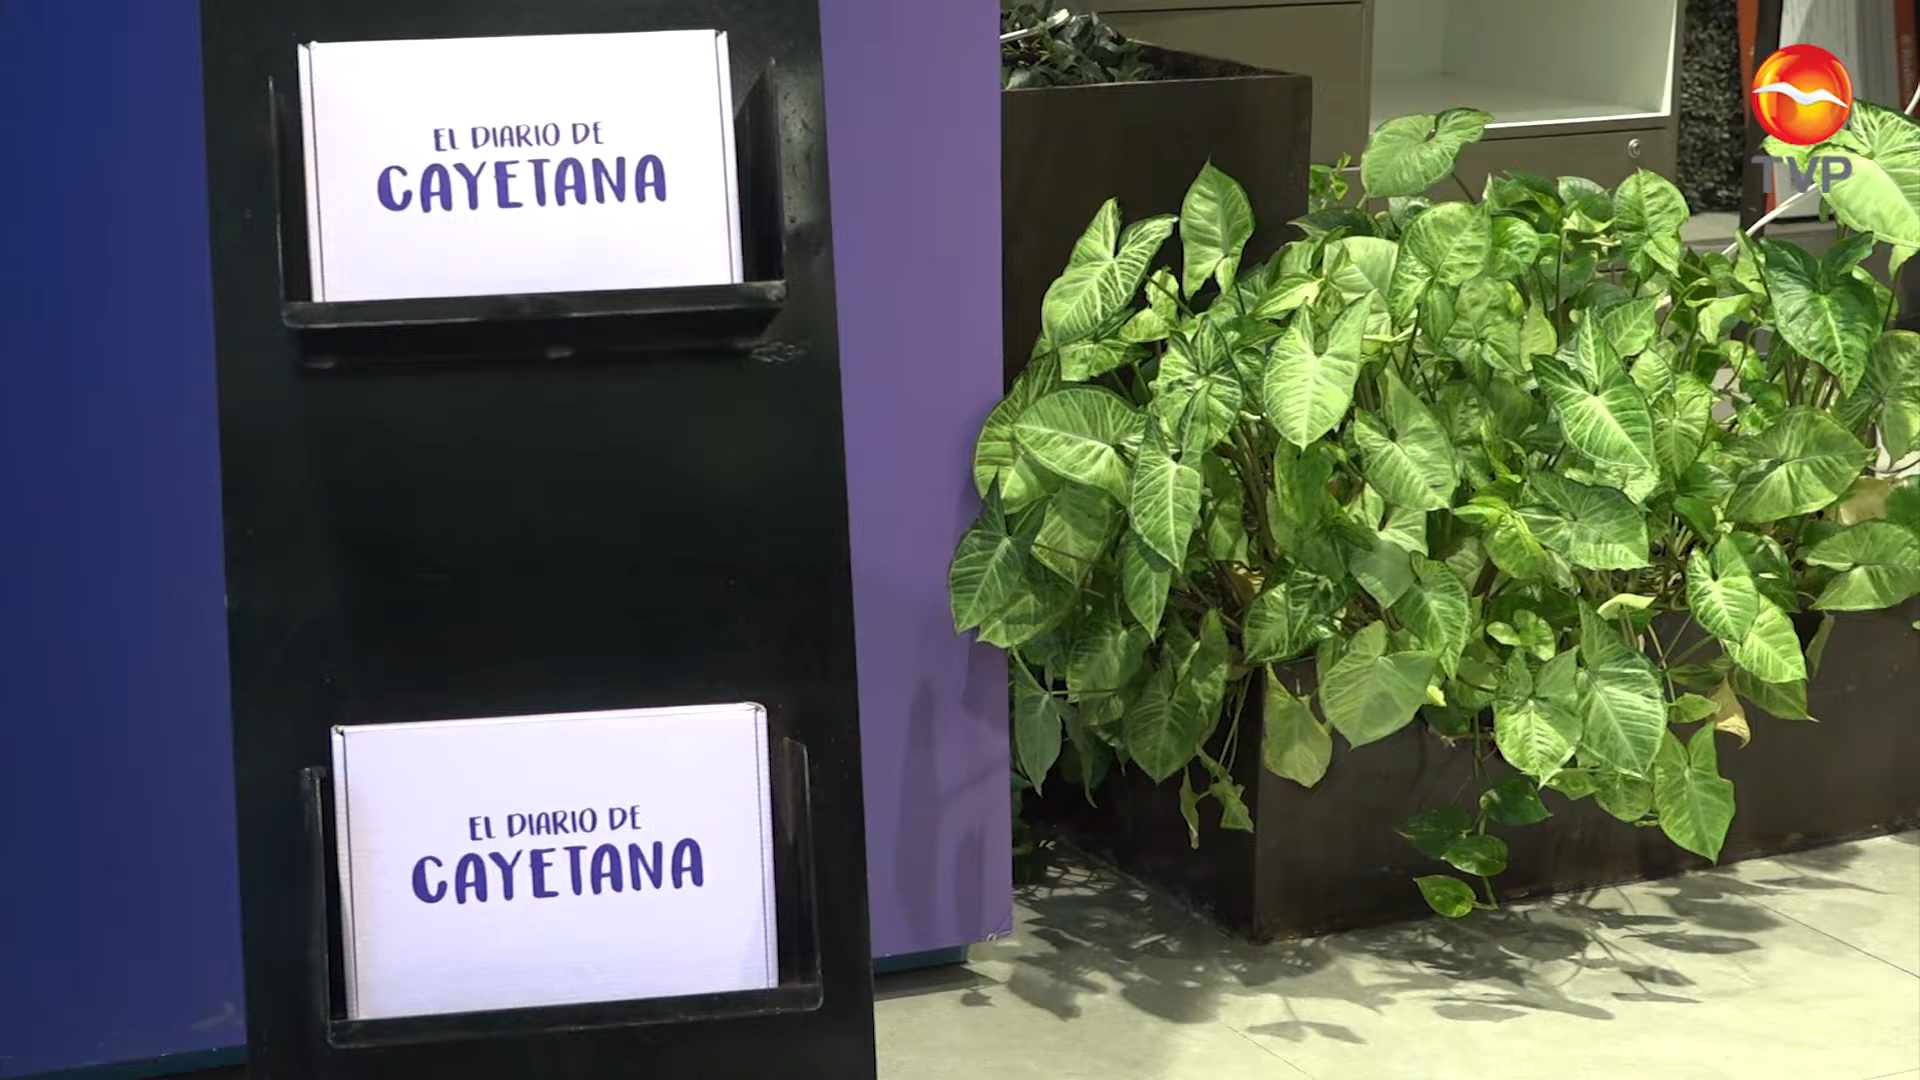 EL DIARIO DE
CAYETANA
TVP
EL DIARIO DE
CAYETANA